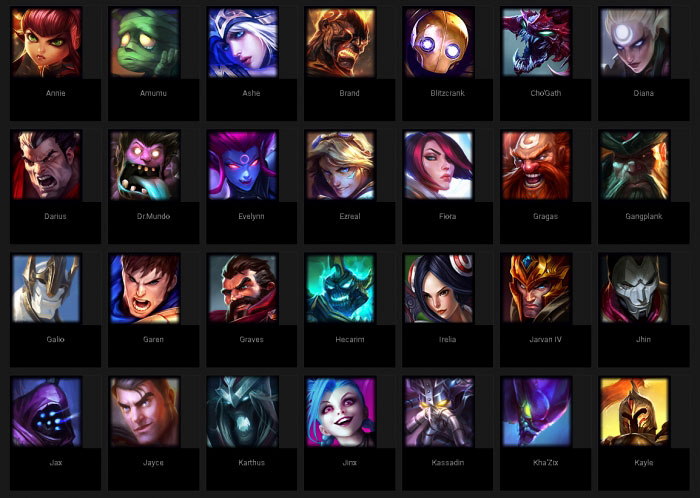 Annie
Amumu
Ashe
Brand
Blitzcrank
Cho'Gath
Diana
Darius
Dr.Mundo
Evelynn
Ezreal
Fiora
Gragas
Gangplank
Galio
Garen
Graves
Hecarim
Irelia
Jarvan IV
Jhin
Jax
Jayce
Karthus
Jinx
Kassadin
Kha'Zix
Kayle